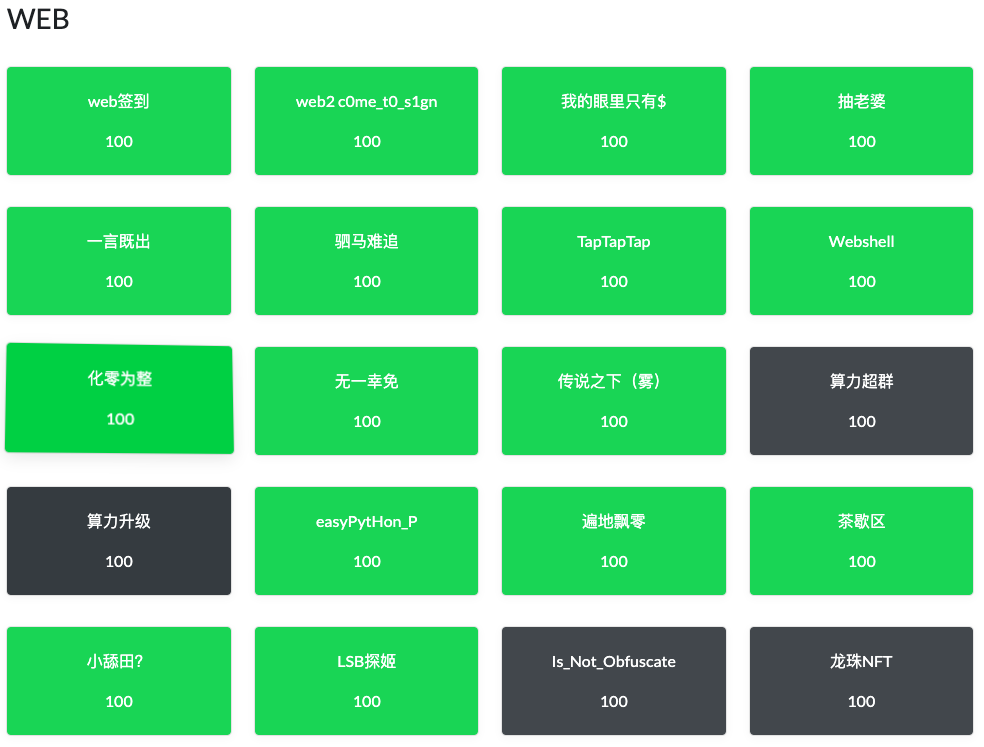 WEB
web签到
100
web2 c0me_t0_s1gn
100
我的眼里只有$
100
抽老婆
100
一言既出
100
驷马难追
100
TapTapTap
100
Webshell
100
化零为整
100
无一幸免
100
传说之下（雾）
100
算力超群
100
算力升级
100
easyPytHon_P
100
遍地飘零
100
茶歇区
100
小舔田?
100
LSB探姬
100
Is_Not_Obfuscate
100
龙珠NFT
100